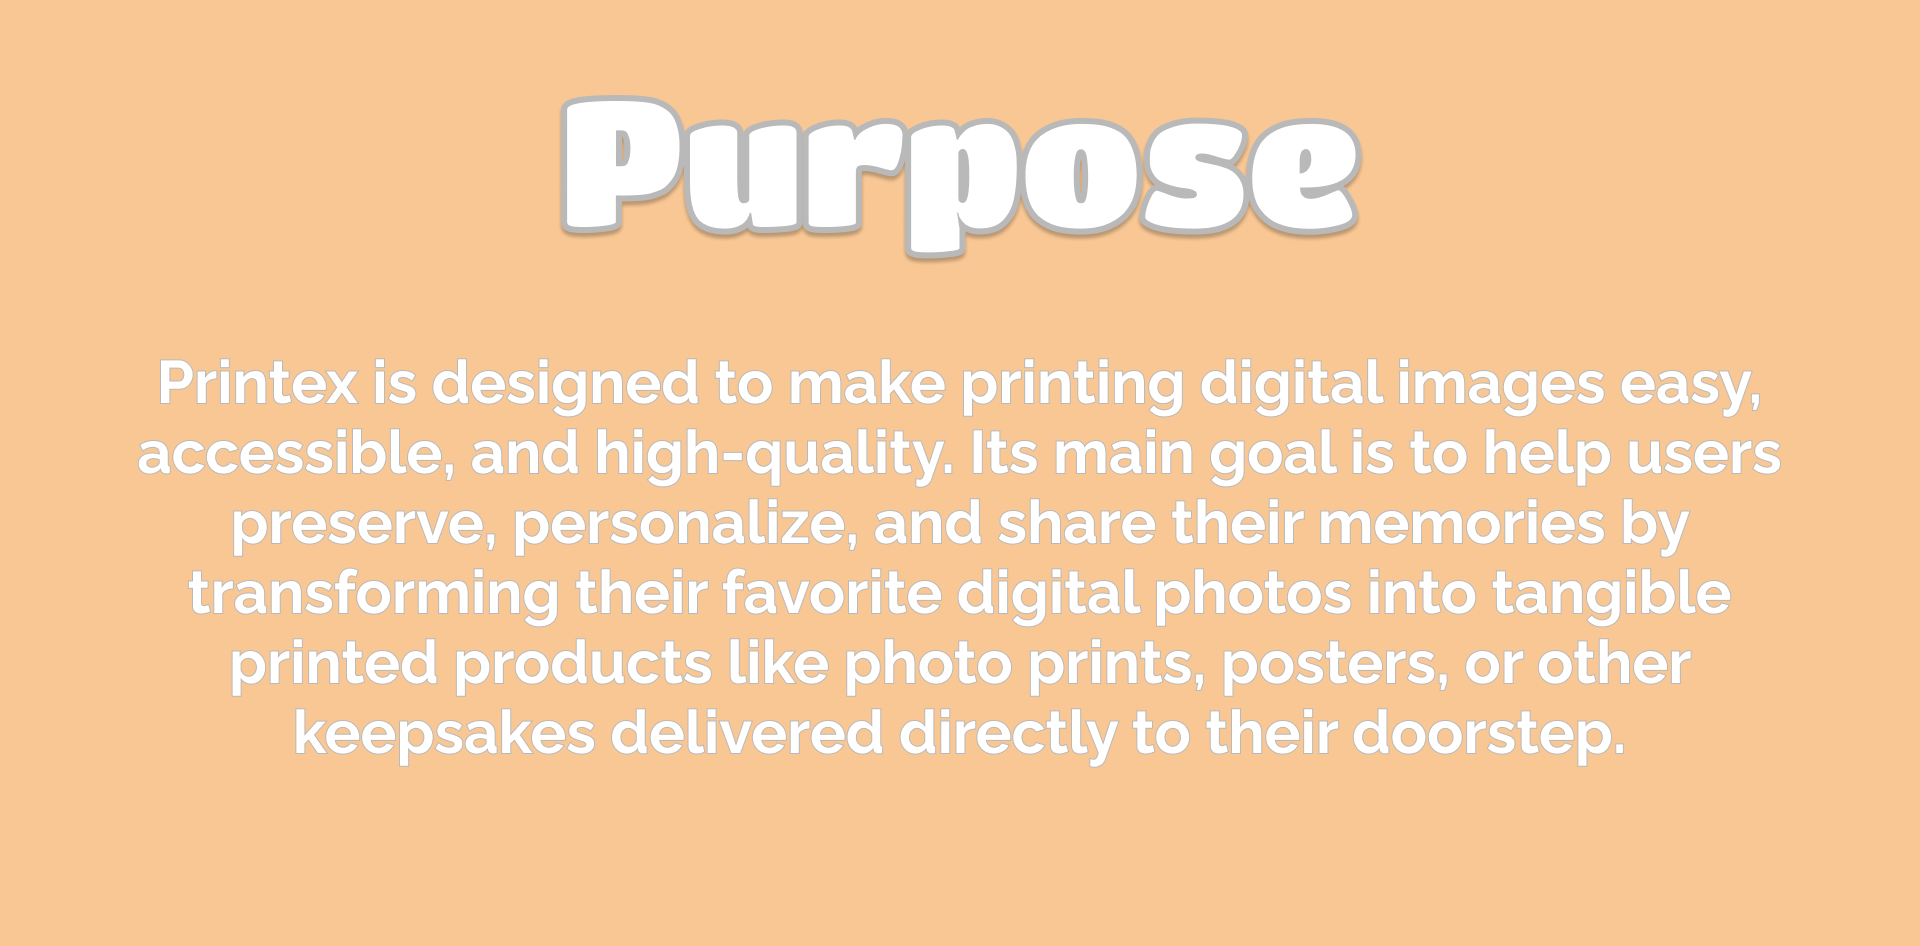 Purpose
Printex is designed to make printing digital images easy,
accessible, and high-quality. Its main goal is to help users
preserve, personalize, and share their memories by
transforming their favorite digital photos into tangible
printed products like photo prints, posters, or other
keepsakes delivered directly to their doorstep.